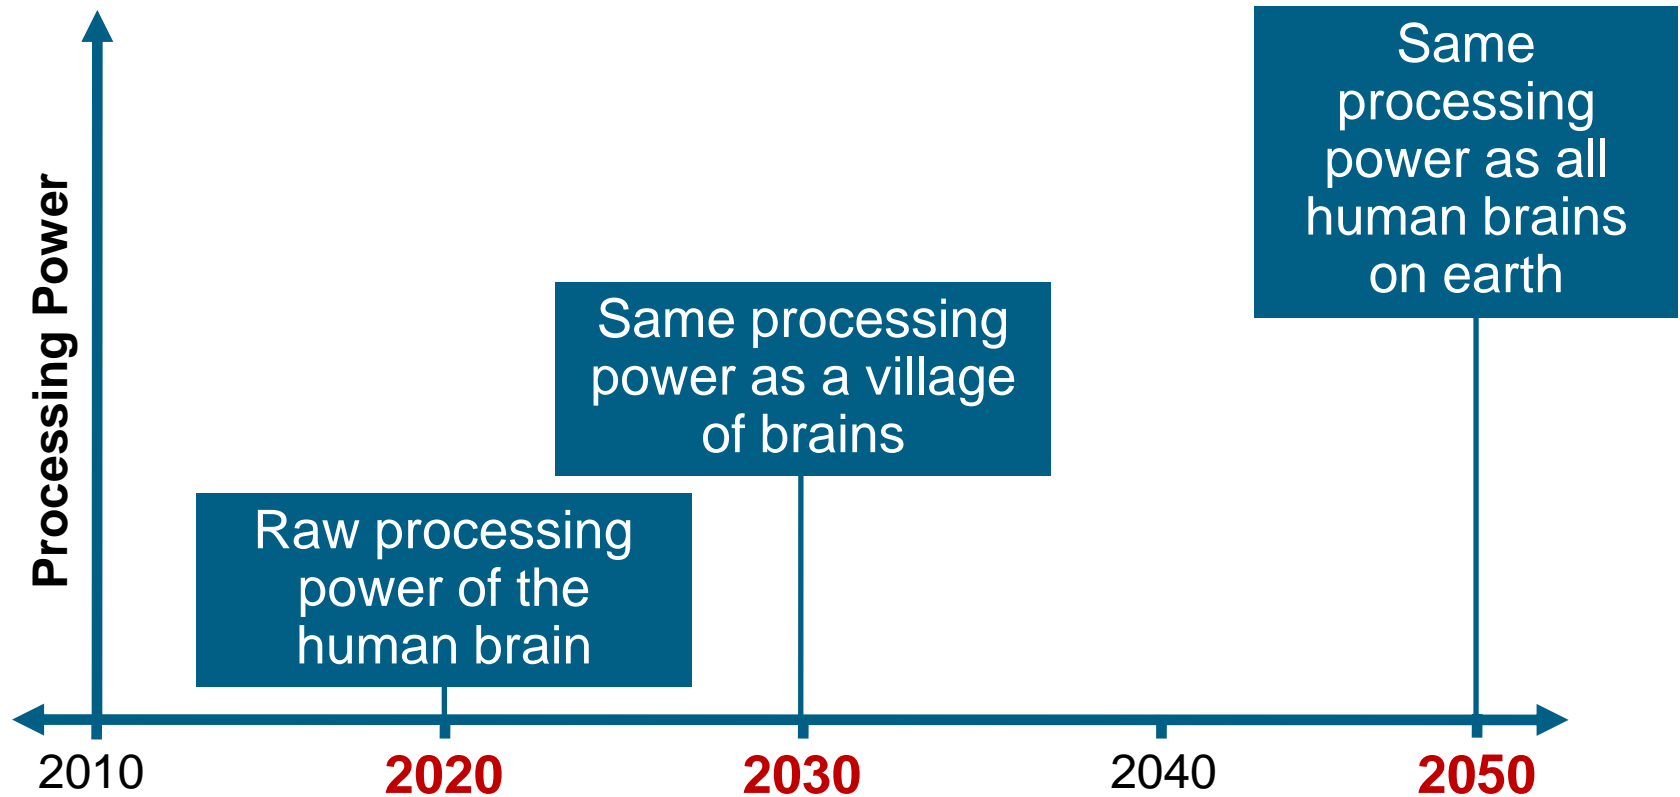 Processing Power
Same
processing
power as all
human brains
on earth
Same processing
power as a village
of brains
Raw processing
power of the
human brain
2010
2020
2030
2040
2050